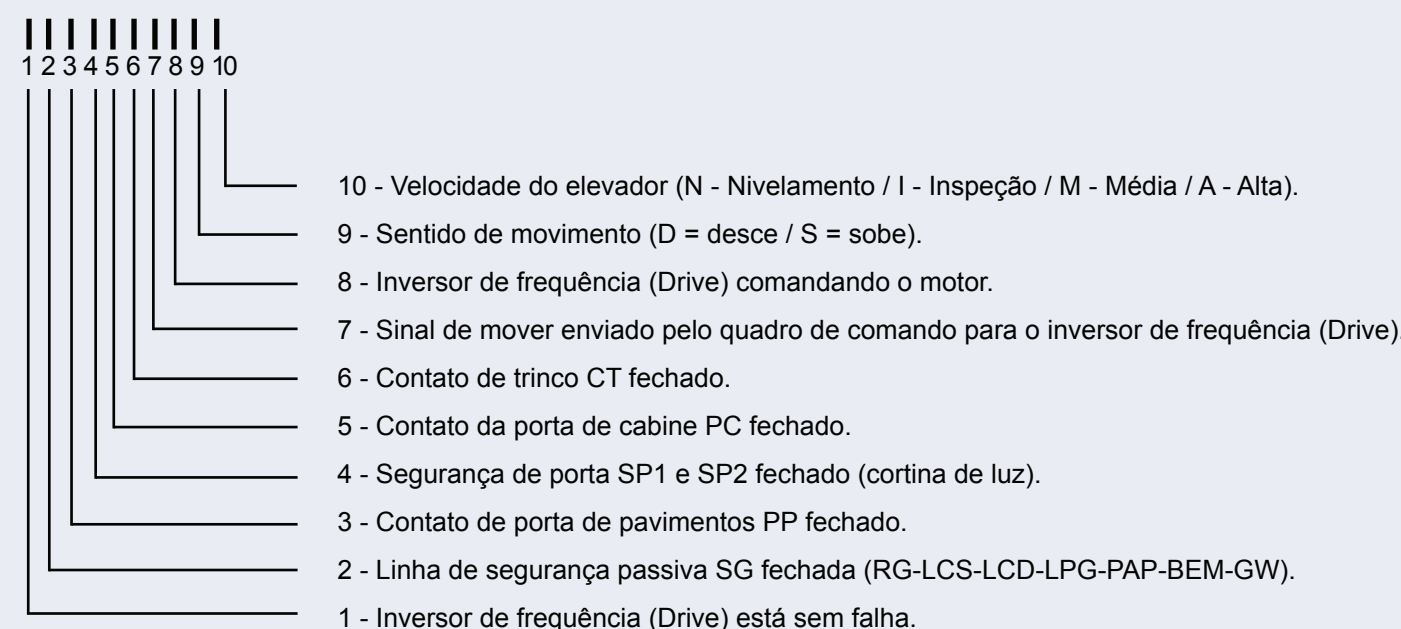 1 2 3 4 5 6 7 8 9 10
10 - Velocidade do elevador (N - Nivelamento / I - Inspeção / M - Média / A - Alta).
9 - Sentido de movimento (D = desce / S = sobe).
8 - Inversor de frequência (Drive) comandando o motor.
7 - Sinal de mover enviado pelo quadro de comando para o inversor de frequência (Drive).
6 - Contato de trinco CT fechado.
5 - Contato da porta de cabine PC fechado.
4 - Segurança de porta SP1 e SP2 fechado (cortina de luz).
3 - Contato de porta de pavimentos PP fechado.
2 - Linha de segurança passiva SG fechada (RG-LCS-LCD-LPG-PAP-BEM-GW).
1 - Inversor de frequência (Drive) está sem falha.